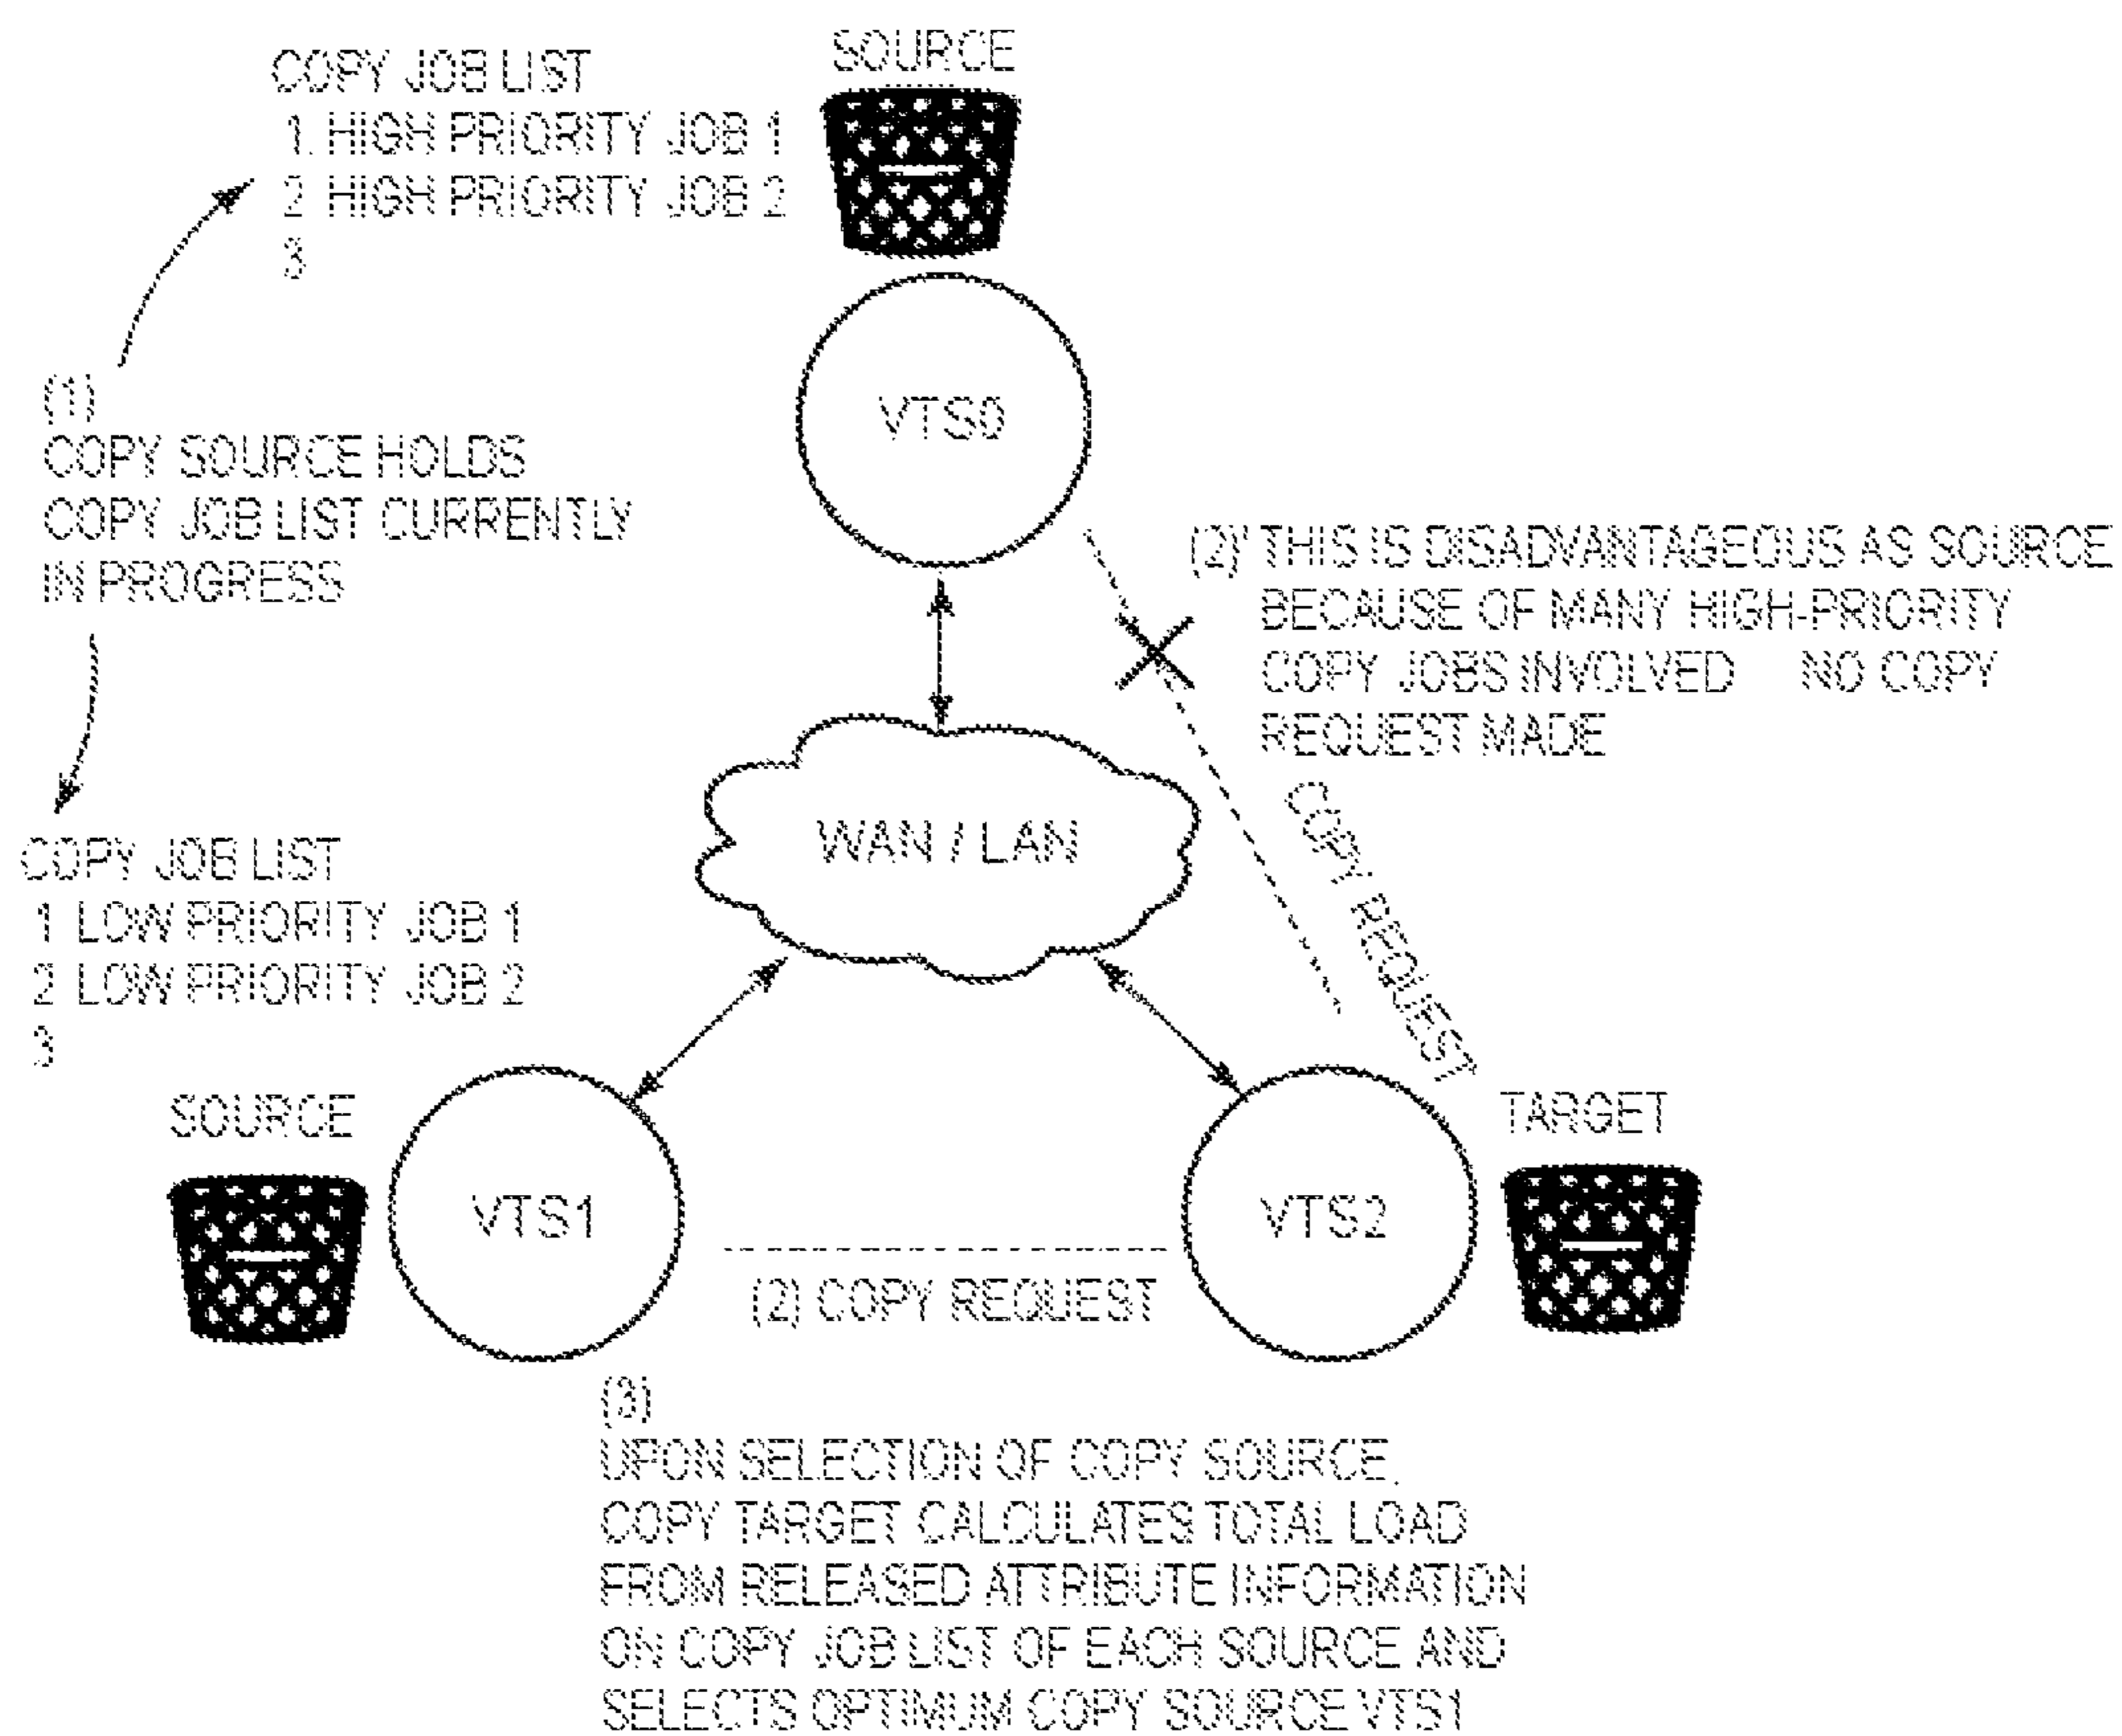 COPY JOB LIST
1. HIGH PRIORITY JOB 1
2 HIGH PRIORITY JOB 2
3
SOURCE
VTS0
(1)
COPY SOURCE HOLDS
COPY JOB LIST CURRENTLY
IN PROGRESS
(2)' THIS IS DISADVANTAGEOUS AS SOURCE
BECAUSE OF MANY HIGH-PRIORITY
COPY JOBS INVOLVED NO COPY
REQUEST MADE
COPY REQUEST
WAN / LAN
COPY JOB LIST
1 LOW PRIORITY JOB 1
2 LOW PRIORITY JOB 2
3
SOURCE
VTS1
(2) COPY REQUEST
VTS2
TARGET
(3)
UPON SELECTION OF COPY SOURCE,
COPY TARGET CALCULATES TOTAL LOAD
FROM RELEASED ATTRIBUTE INFORMATION
ON COPY JOB LIST OF EACH SOURCE AND
SELECTS OPTIMUM COPY SOURCE VTS1